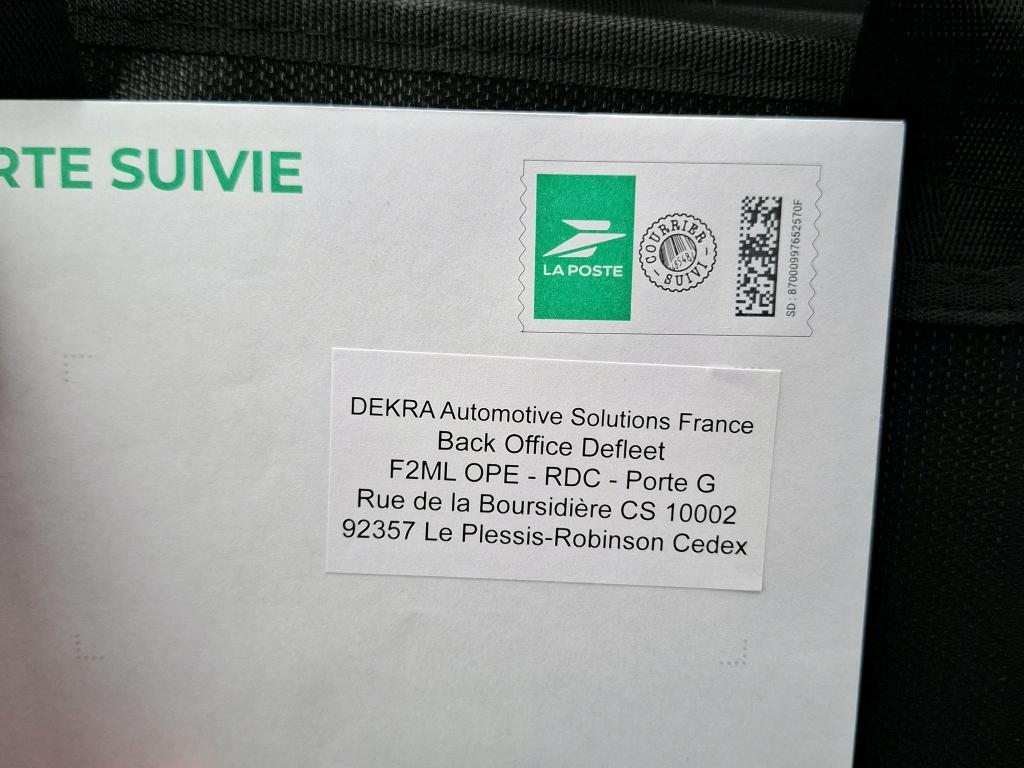 RTE SUIVIE
LA POSTE
COURRIER
SUIVI
SD : 87000997652570F
DEKRA Automotive Solutions France
Back Office Defleet
F2ML OPE - RDC - Porte G
Rue de la Boursidière CS 10002
92357 Le Plessis-Robinson Cedex